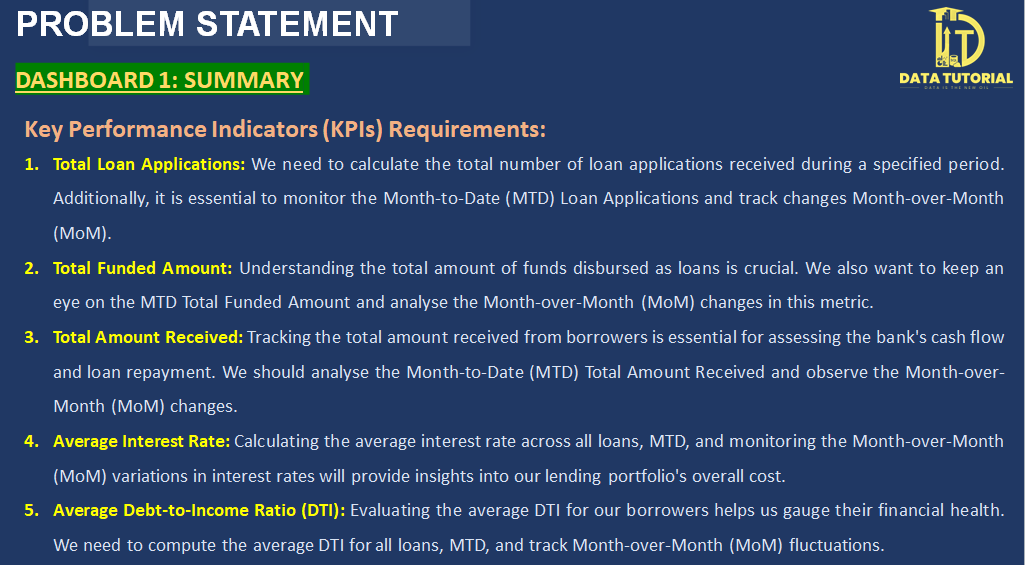 PROBLEM STATEMENT
DATA TUTORIAL
DATA IS THE NEW OIL
DASHBOARD 1: SUMMARY
Key Performance Indicators (KPIs) Requirements:
1. Total Loan Applications: We need to calculate the total number of loan applications received during a specified period.
Additionally, it is essential to monitor the Month-to-Date (MTD) Loan Applications and track changes Month-over-Month
(MoM).
2. Total Funded Amount: Understanding the total amount of funds disbursed as loans is crucial. We also want to keep an
eye on the MTD Total Funded Amount and analyse the Month-over-Month (MoM) changes in this metric.
3. Total Amount Received: Tracking the total amount received from borrowers is essential for assessing the bank's cash flow
and loan repayment. We should analyse the Month-to-Date (MTD) Total Amount Received and observe the Month-over-
Month (MoM) changes.
4. Average Interest Rate: Calculating the average interest rate across all loans, MTD, and monitoring the Month-over-Month
(MoM) variations in interest rates will provide insights into our lending portfolio's overall cost.
5. Average Debt-to-Income Ratio (DTI): Evaluating the average DTI for our borrowers helps us gauge their financial health.
We need to compute the average DTI for all loans, MTD, and track Month-over-Month (MoM) fluctuations.